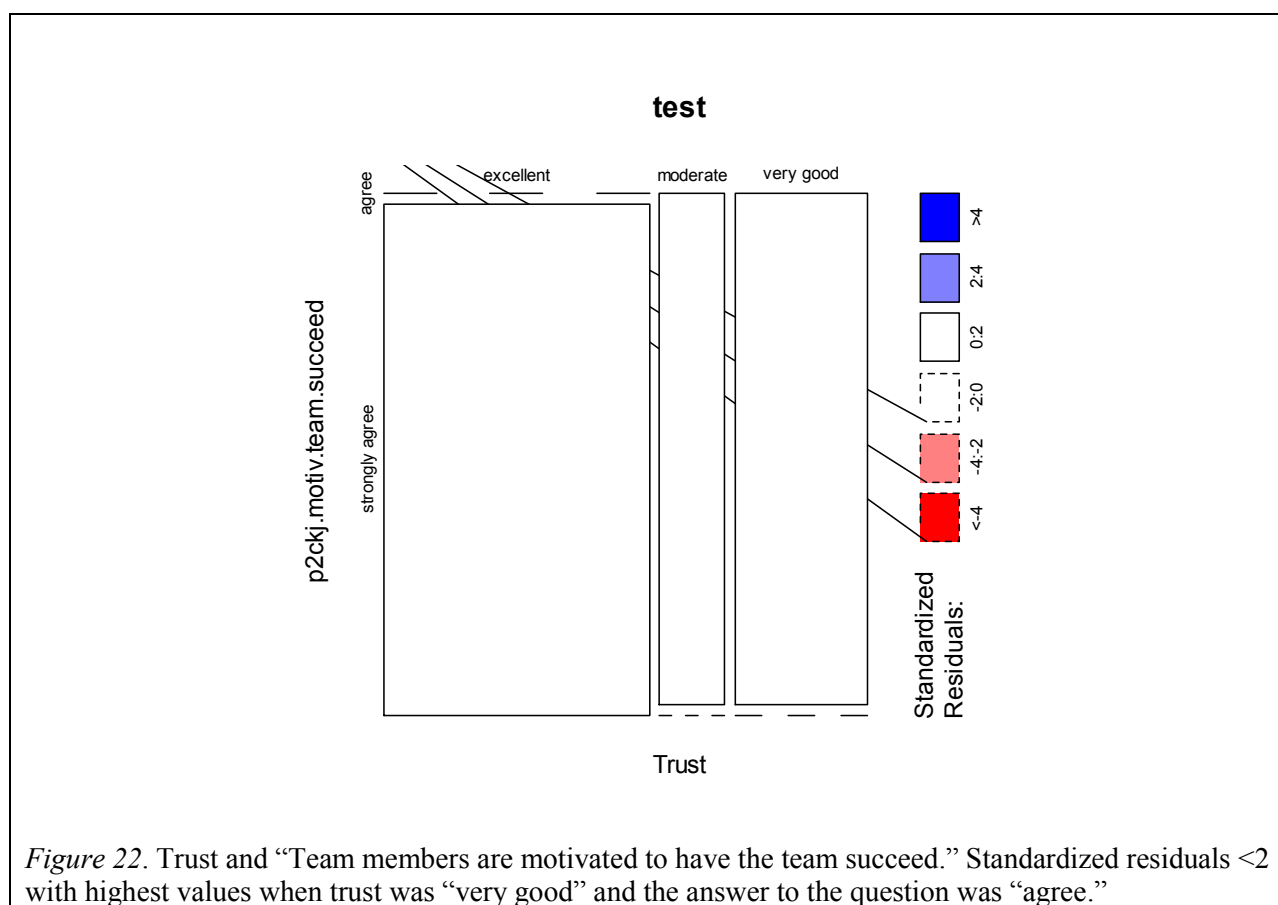 test
excellent
moderate
very good
agree
strongly agree
p2ckj.motiv.team.succeed
Trust
>4
2:4
0:2
-2:0
-4:-2
<-4
Standardized
Residuals:
Figure 22. Trust and “Team members are motivated to have the team succeed.” Standardized residuals <2
with highest values when trust was “very good” and the answer to the question was “agree.”